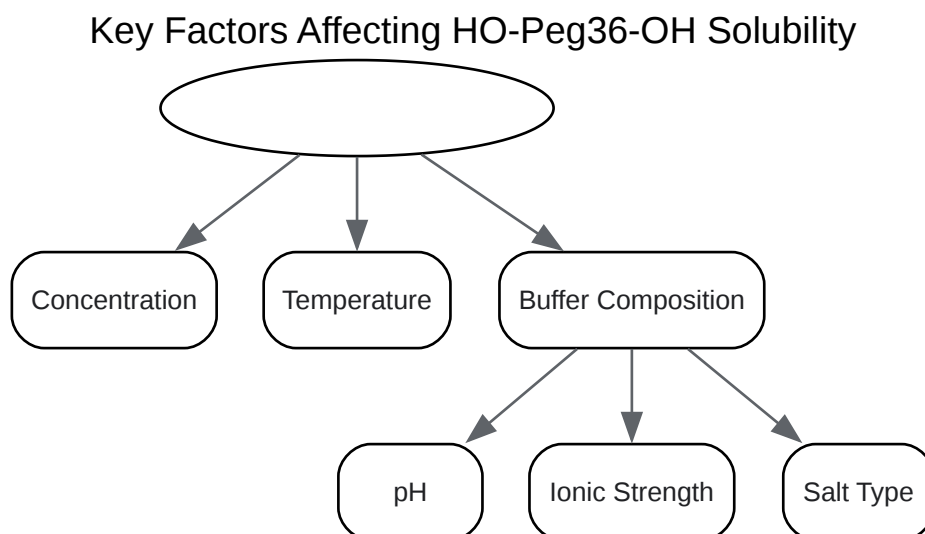 Key Factors Affecting HO-Peg36-OH Solubility
Concentration
Temperature
Buffer Composition
pH
Ionic Strength
Salt Type